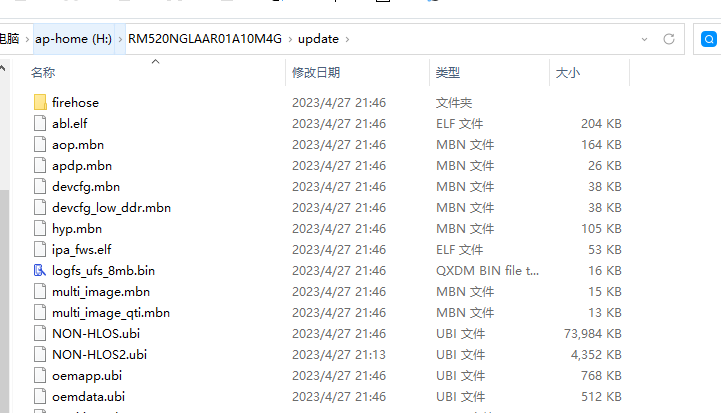 电脑 › ap-home (H:) › RM520NGLAAR01A10M4G › update ›
名称 修改日期 类型 大小
firehose 2023/4/27 21:46 文件夹
abl.elf 2023/4/27 21:46 ELF 文件 204 KB
aop.mbn 2023/4/27 21:46 MBN 文件 164 KB
apdp.mbn 2023/4/27 21:46 MBN 文件 26 KB
devcfg.mbn 2023/4/27 21:46 MBN 文件 38 KB
devcfg_low_ddr.mbn 2023/4/27 21:46 MBN 文件 38 KB
hyp.mbn 2023/4/27 21:46 MBN 文件 105 KB
ipa_fws.elf 2023/4/27 21:46 ELF 文件 53 KB
logfs_ufs_8mb.bin 2023/4/27 21:46 QXDM BIN file t... 16 KB
multi_image.mbn 2023/4/27 21:46 MBN 文件 15 KB
multi_image_qti.mbn 2023/4/27 21:46 MBN 文件 13 KB
NON-HLOS.ubi 2023/4/27 21:46 UBI 文件 73,984 KB
NON-HLOS2.ubi 2023/4/27 21:13 UBI 文件 4,352 KB
oemapp.ubi 2023/4/27 21:46 UBI 文件 768 KB
oemdata.ubi 2023/4/27 21:46 UBI 文件 512 KB